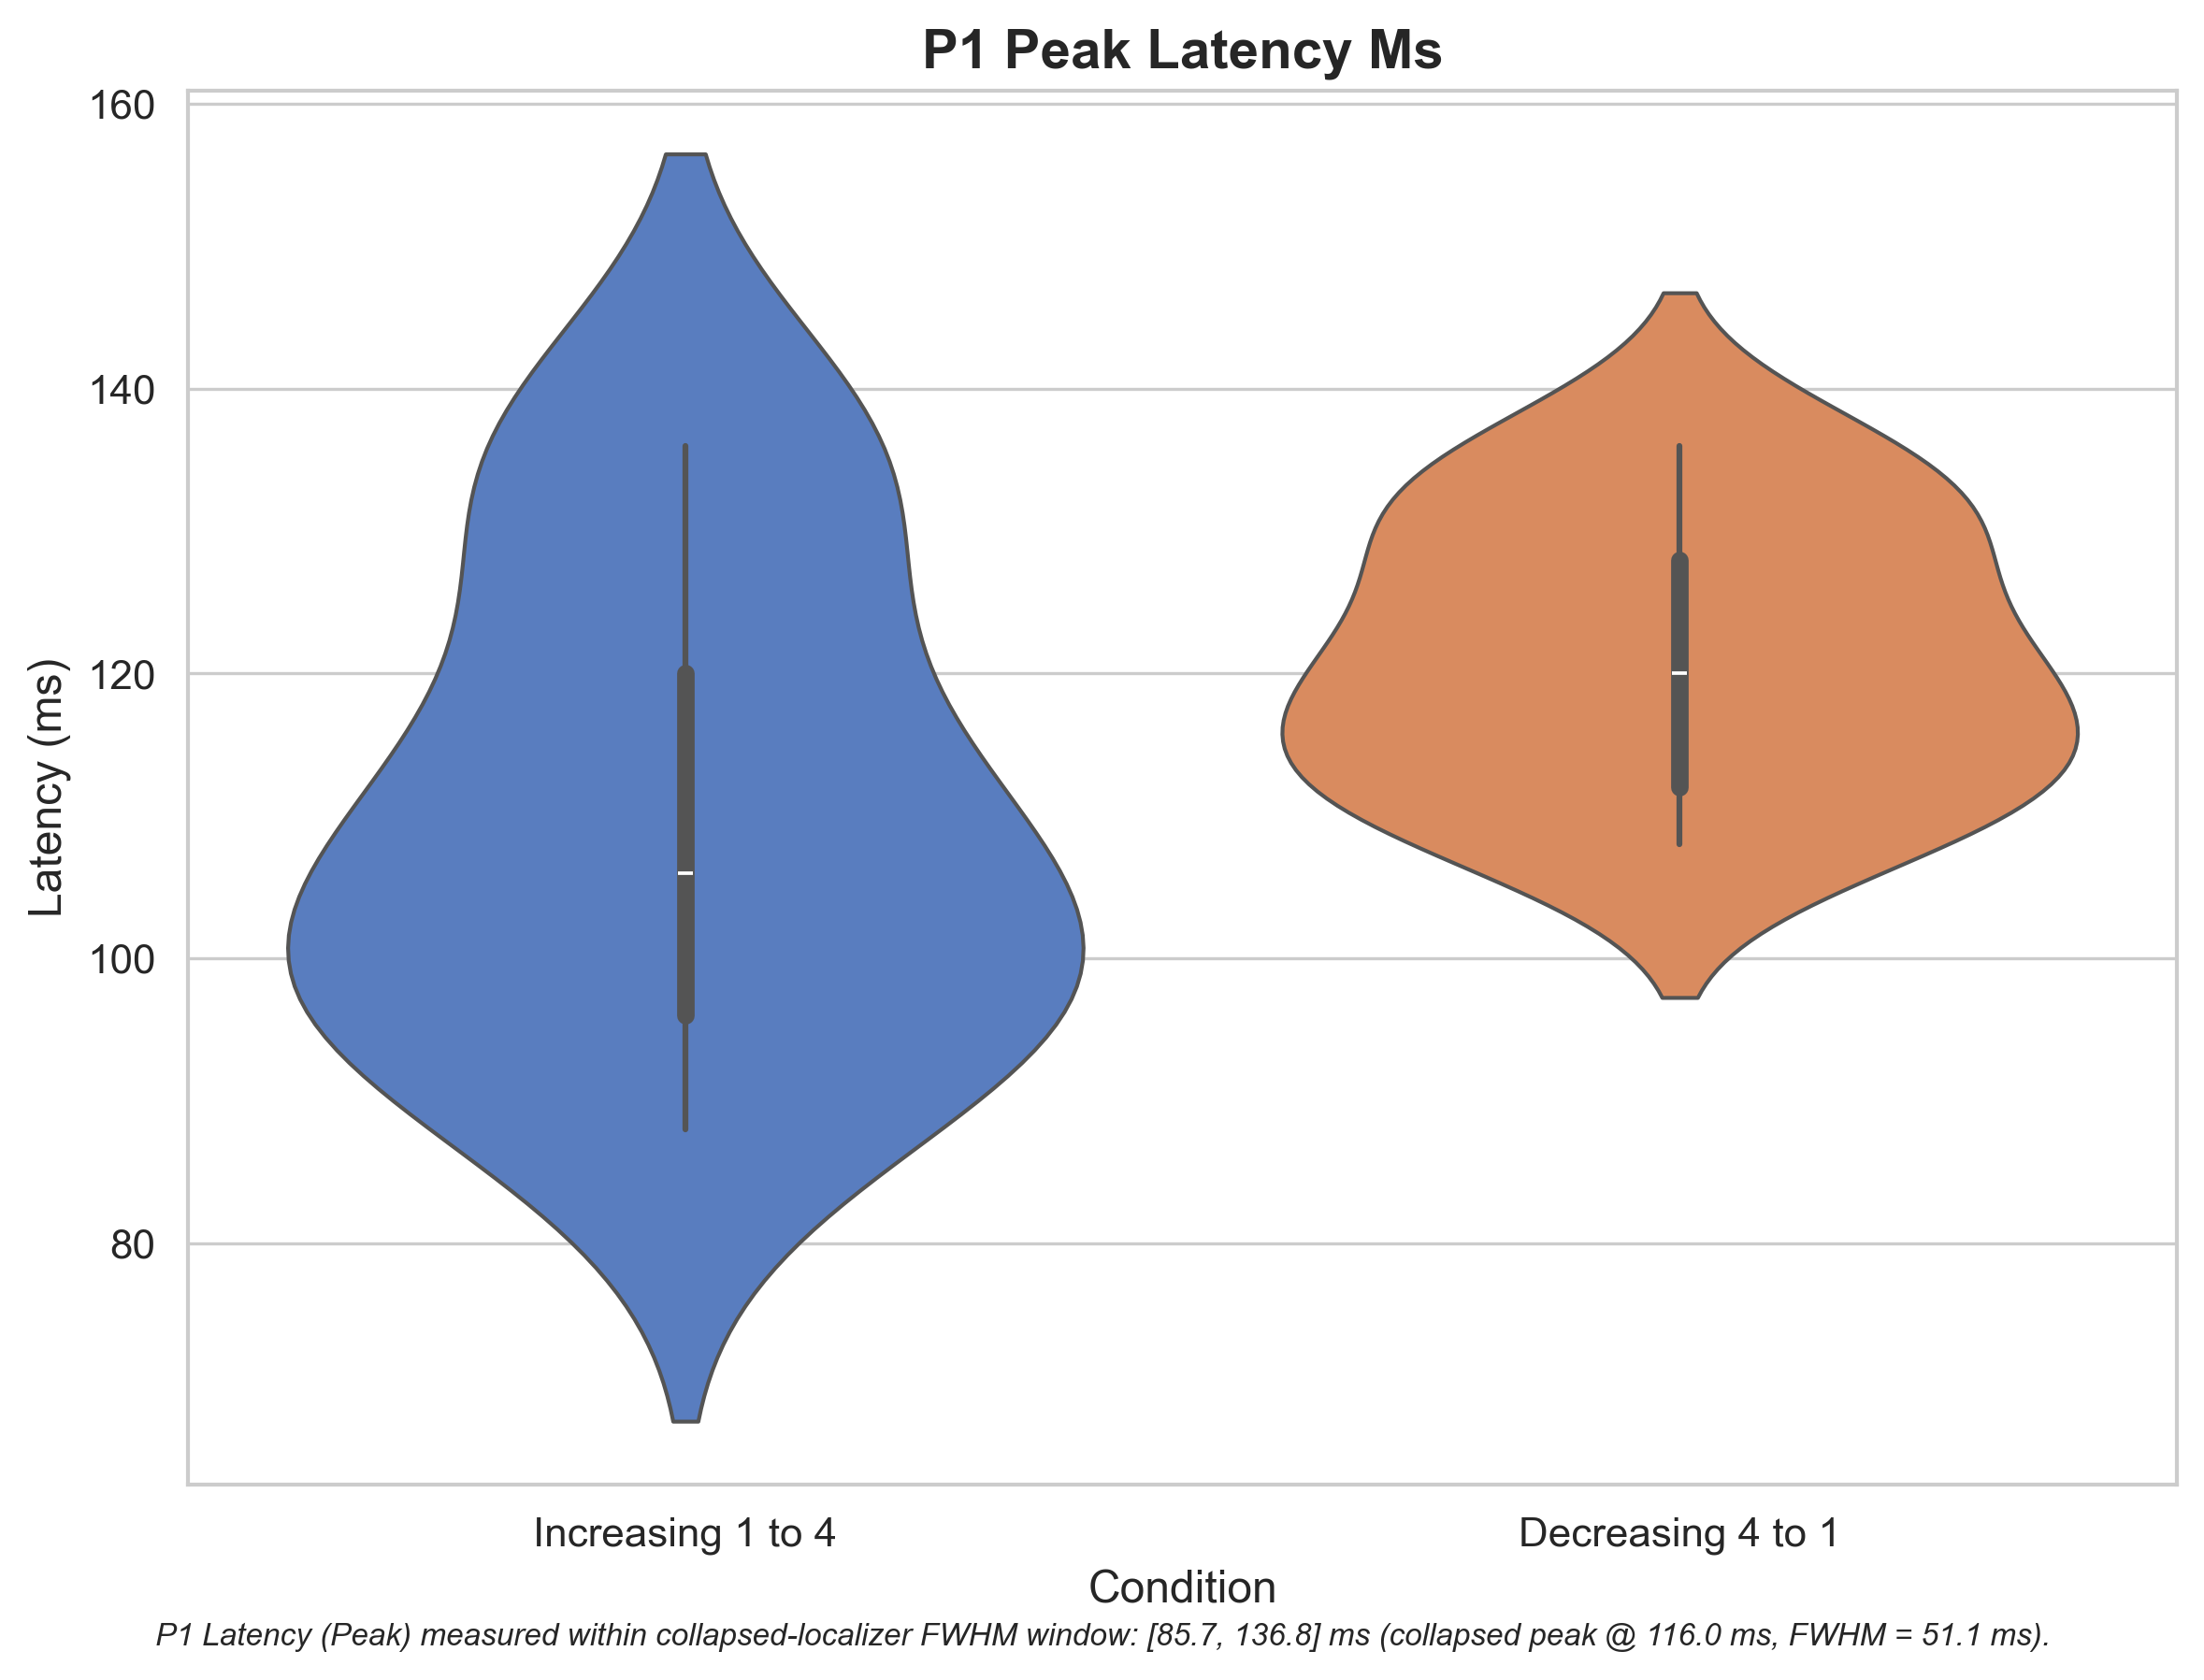 P1 Peak Latency Ms
160
140
120
100
80
Latency (ms)
Increasing 1 to 4
Decreasing 4 to 1
Condition
P1 Latency (Peak) measured within collapsed-localizer FWHM window: [85.7, 136.8] ms (collapsed peak @ 116.0 ms, FWHM = 51.1 ms).